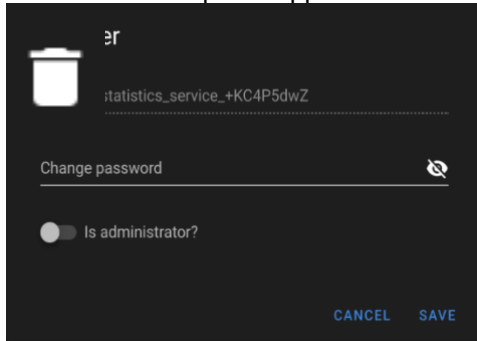 er
statistics_service_+KC4P5dwZ
Change password
Is administrator?
CANCEL SAVE